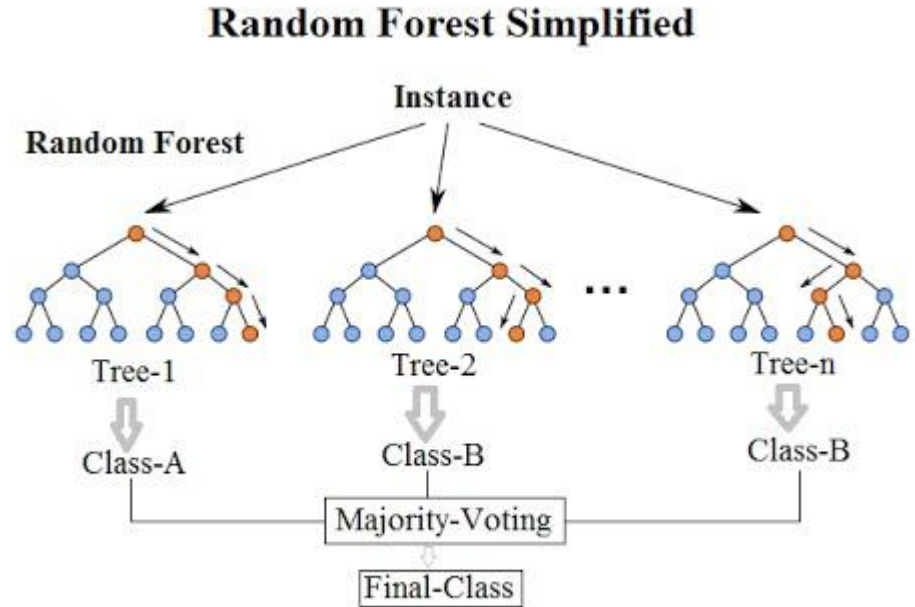 Random Forest Simplified
Instance
Random Forest
...
Tree-1
Tree-2
Tree-n
Class-A
Class-B
Class-B
Majority-Voting
Final-Class